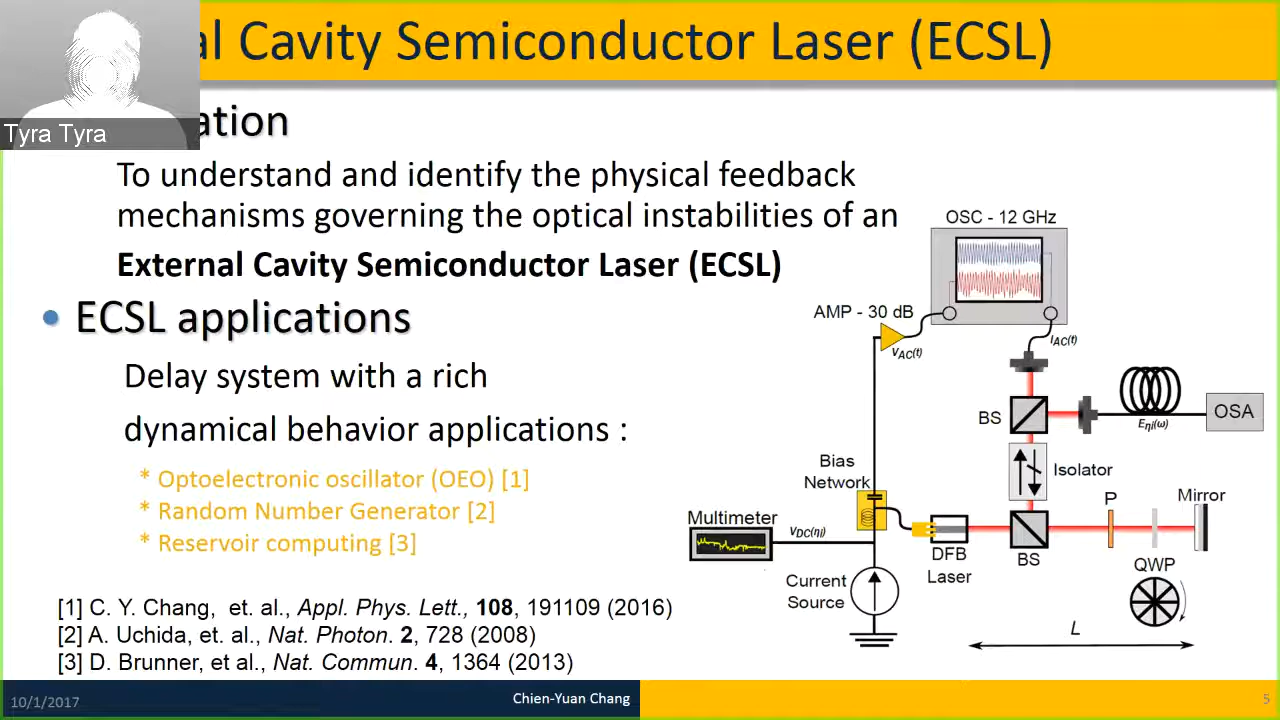 al Cavity Semiconductor Laser (ECSL)
Tyra Tyra
ation
To understand and identify the physical feedback
mechanisms governing the optical instabilities of an
External Cavity Semiconductor Laser (ECSL)
• ECSL applications
Delay system with a rich
dynamical behavior applications :
* Optoelectronic oscillator (OEO) [1]
* Random Number Generator [2]
* Reservoir computing [3]
[1] C. Y. Chang, et. al., Appl. Phys. Lett., 108, 191109 (2016)
[2] A. Uchida, et. al., Nat. Photon. 2, 728 (2008)
[3] D. Brunner, et al., Nat. Commun. 4, 1364 (2013)
OSC - 12 GHz
AMP - 30 dB
VAC(t)
IAC(t)
BS
OSA
Eηi(ω)
Bias
Network
Isolator
Multimeter
VDC(ηi)
P
Mirror
DFB
Laser
BS
QWP
Current
Source
L
10/1/2017
Chien-Yuan Chang
5